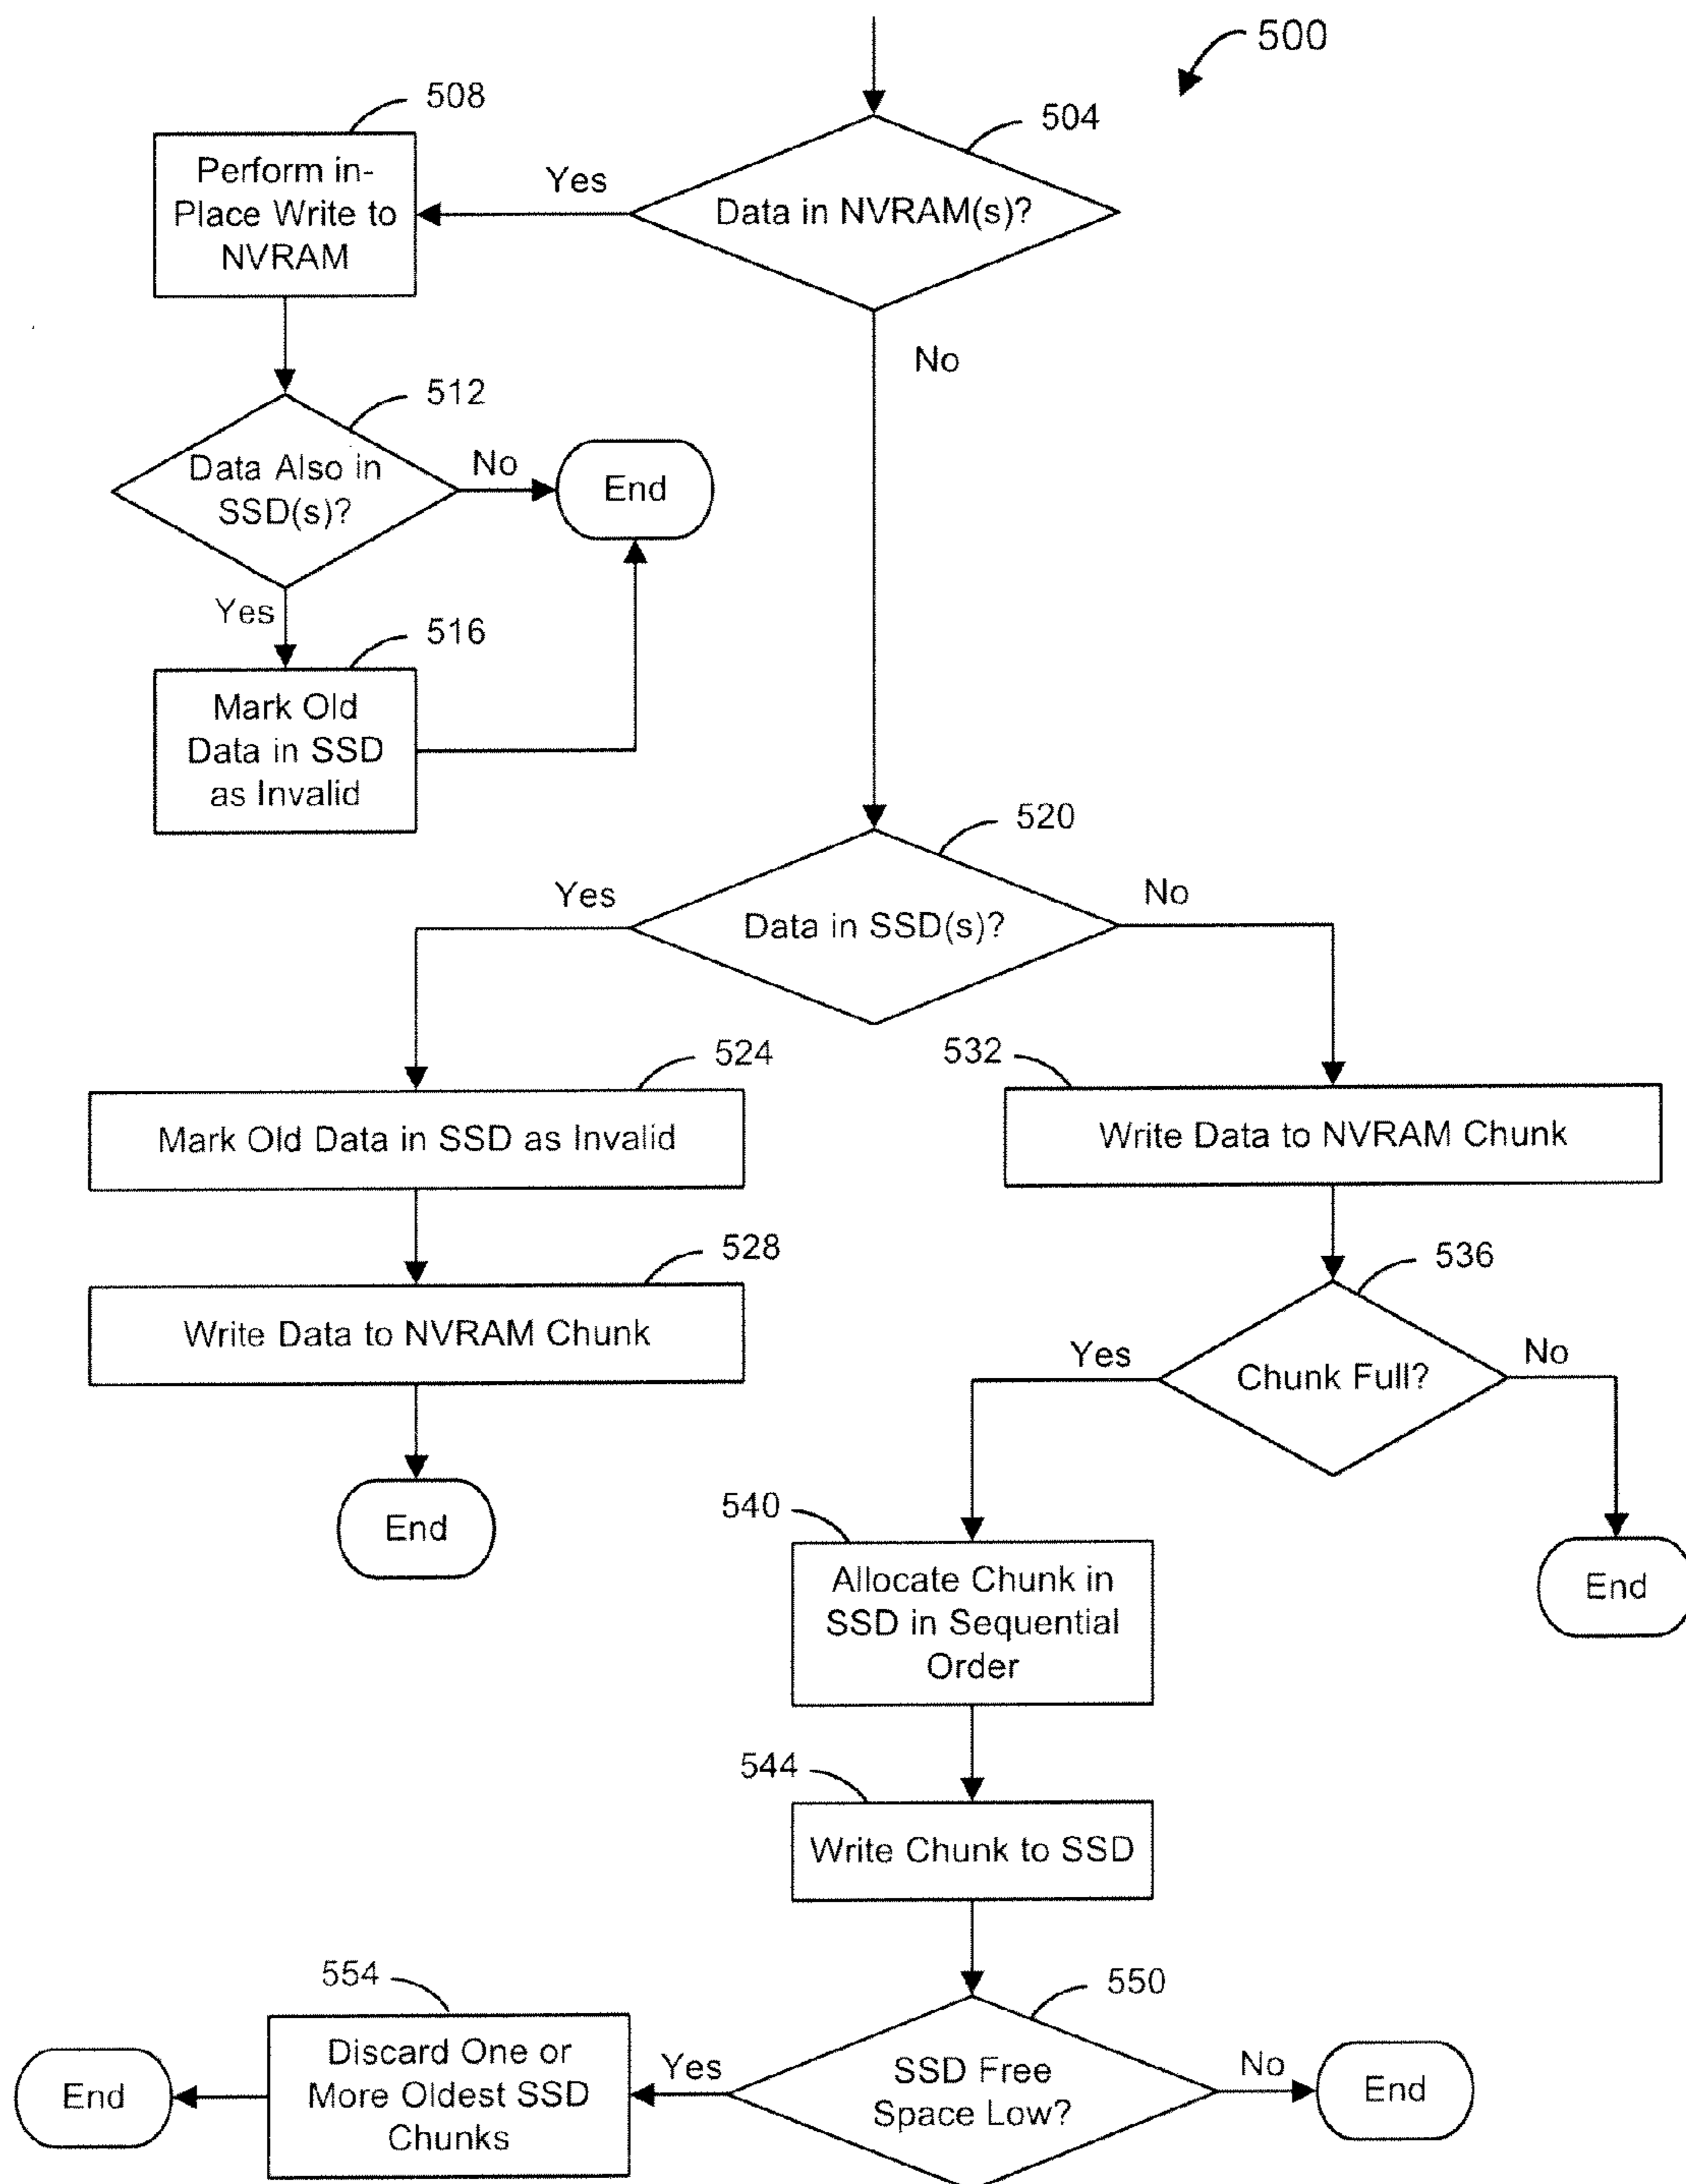 500
508
504
Perform in-
Place Write to
NVRAM
Yes
Data in NVRAM(s)?
No
512
Data Also in
SSD(s)?
No
End
Yes
516
Mark Old
Data in SSD
as Invalid
520
Yes
Data in SSD(s)?
No
524
532
Mark Old Data in SSD as Invalid
Write Data to NVRAM Chunk
528
536
Write Data to NVRAM Chunk
Yes
Chunk Full?
No
End
540
Allocate Chunk in
SSD in Sequential
Order
End
544
Write Chunk to SSD
554
550
End
Discard One or
More Oldest SSD
Chunks
Yes
SSD Free
Space Low?
No
End